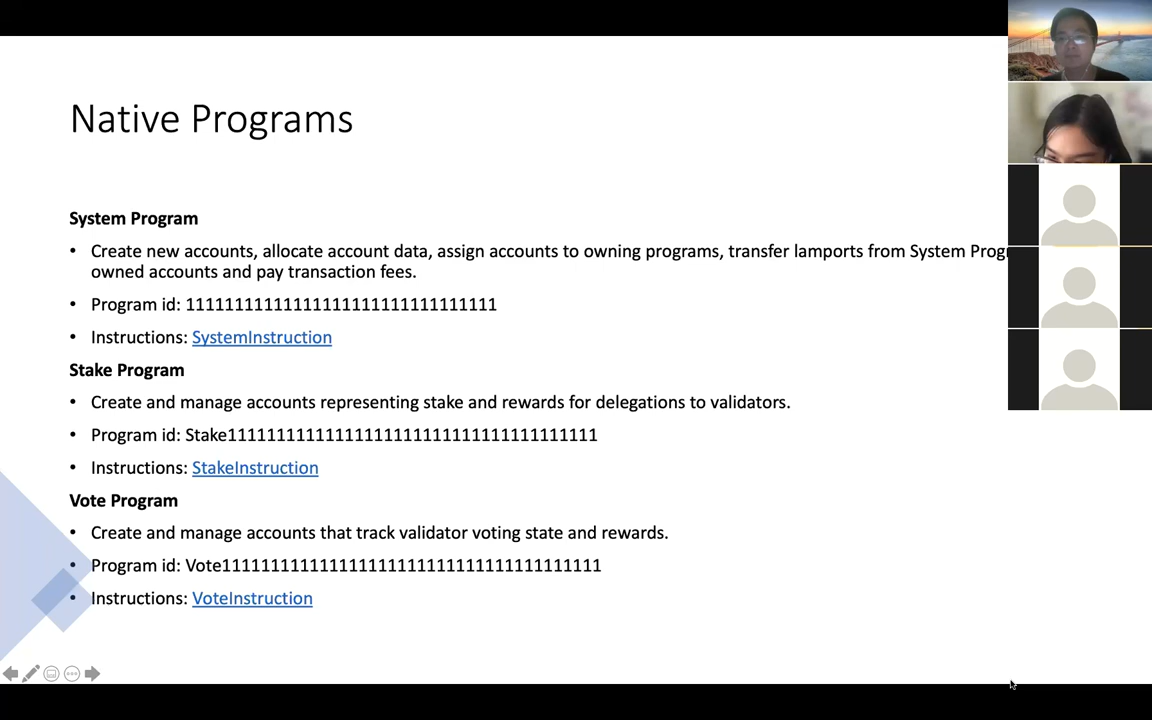 Native Programs
System Program
• Create new accounts, allocate account data, assign accounts to owning programs, transfer lamports from System Prog
owned accounts and pay transaction fees.
• Program id: 11111111111111111111111111111111
• Instructions: SystemInstruction
Stake Program
• Create and manage accounts representing stake and rewards for delegations to validators.
• Program id: Stake11111111111111111111111111111111111111
• Instructions: StakeInstruction
Vote Program
• Create and manage accounts that track validator voting state and rewards.
• Program id: Vote111111111111111111111111111111111111111
• Instructions: VoteInstruction